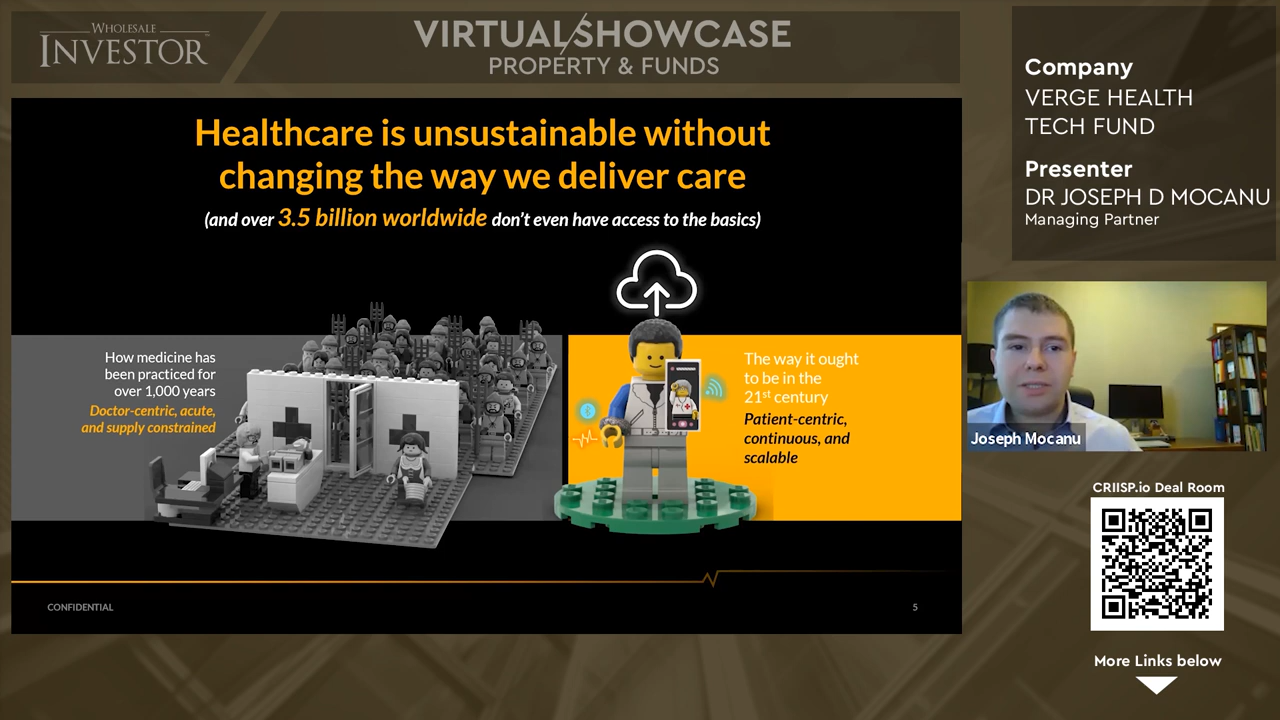 WHOLESALE
INVESTOR
VIRTUAL SHOWCASE
PROPERTY & FUNDS
Healthcare is unsustainable without
changing the way we deliver care
(and over 3.5 billion worldwide don't even have access to the basics)
How medicine has
been practiced for
over 1,000 years
Doctor-centric, acute,
and supply constrained
The way it ought
to be in the
21st century
Patient-centric,
continuous, and
scalable
CONFIDENTIAL
5
Company
VERGE HEALTH
TECH FUND
Presenter
DR JOSEPH D MOCANU
Managing Partner
Joseph Mocanu
CRIISP.io Deal Room
More Links below